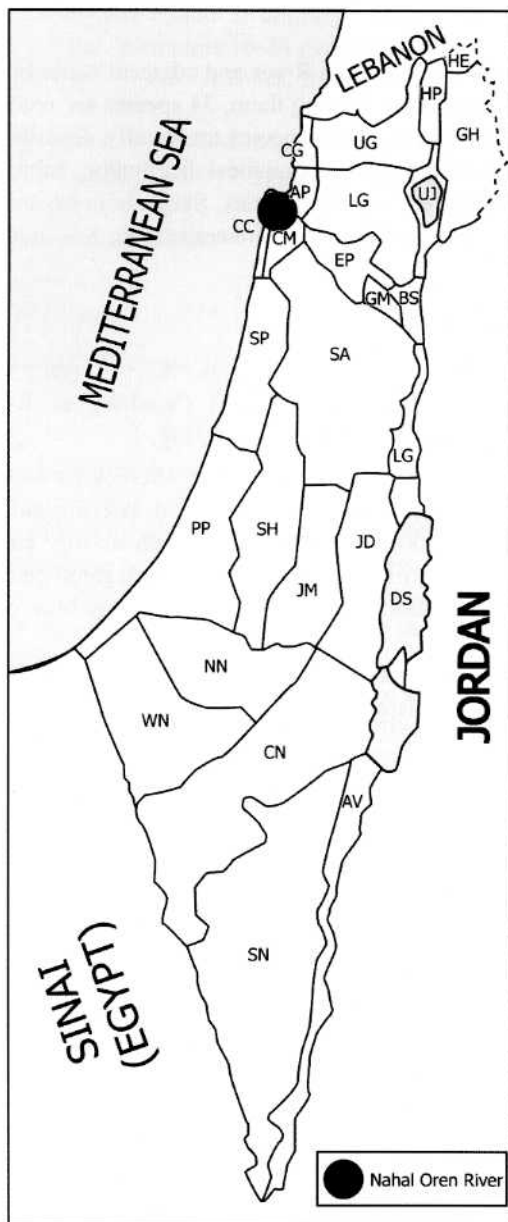 LEBANON
HE
HP
GH
UG
CG
AP
LG
UJ
MEDITERRANEAN SEA
CC
CM
EP
GM
BS
SP
SA
LG
PP
SH
JD
JM
DS
JORDAN
NN
WN
CN
AV
SINAI
(EGYPT)
SN
Nahal Oren River